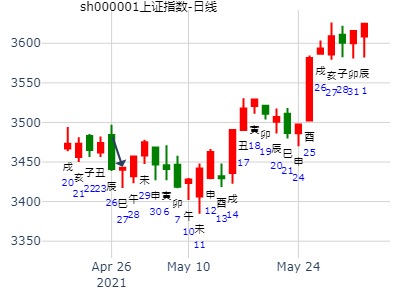 sh000001上证指数-日线
3600
3550
3500
3450
3400
3350
戌
20
亥
21
子
22
丑
23
辰
26
巳
27
午
28
未
29
申
30
寅
6
卯
7
午
10
未
11
申
12
酉
13
戌
14
丑
17
寅
18
卯
19
辰
20
巳
21
申
24
酉
25
戌
26
亥
27
子
28
卯
31
辰
1
Apr 26
2021
May 10
May 24